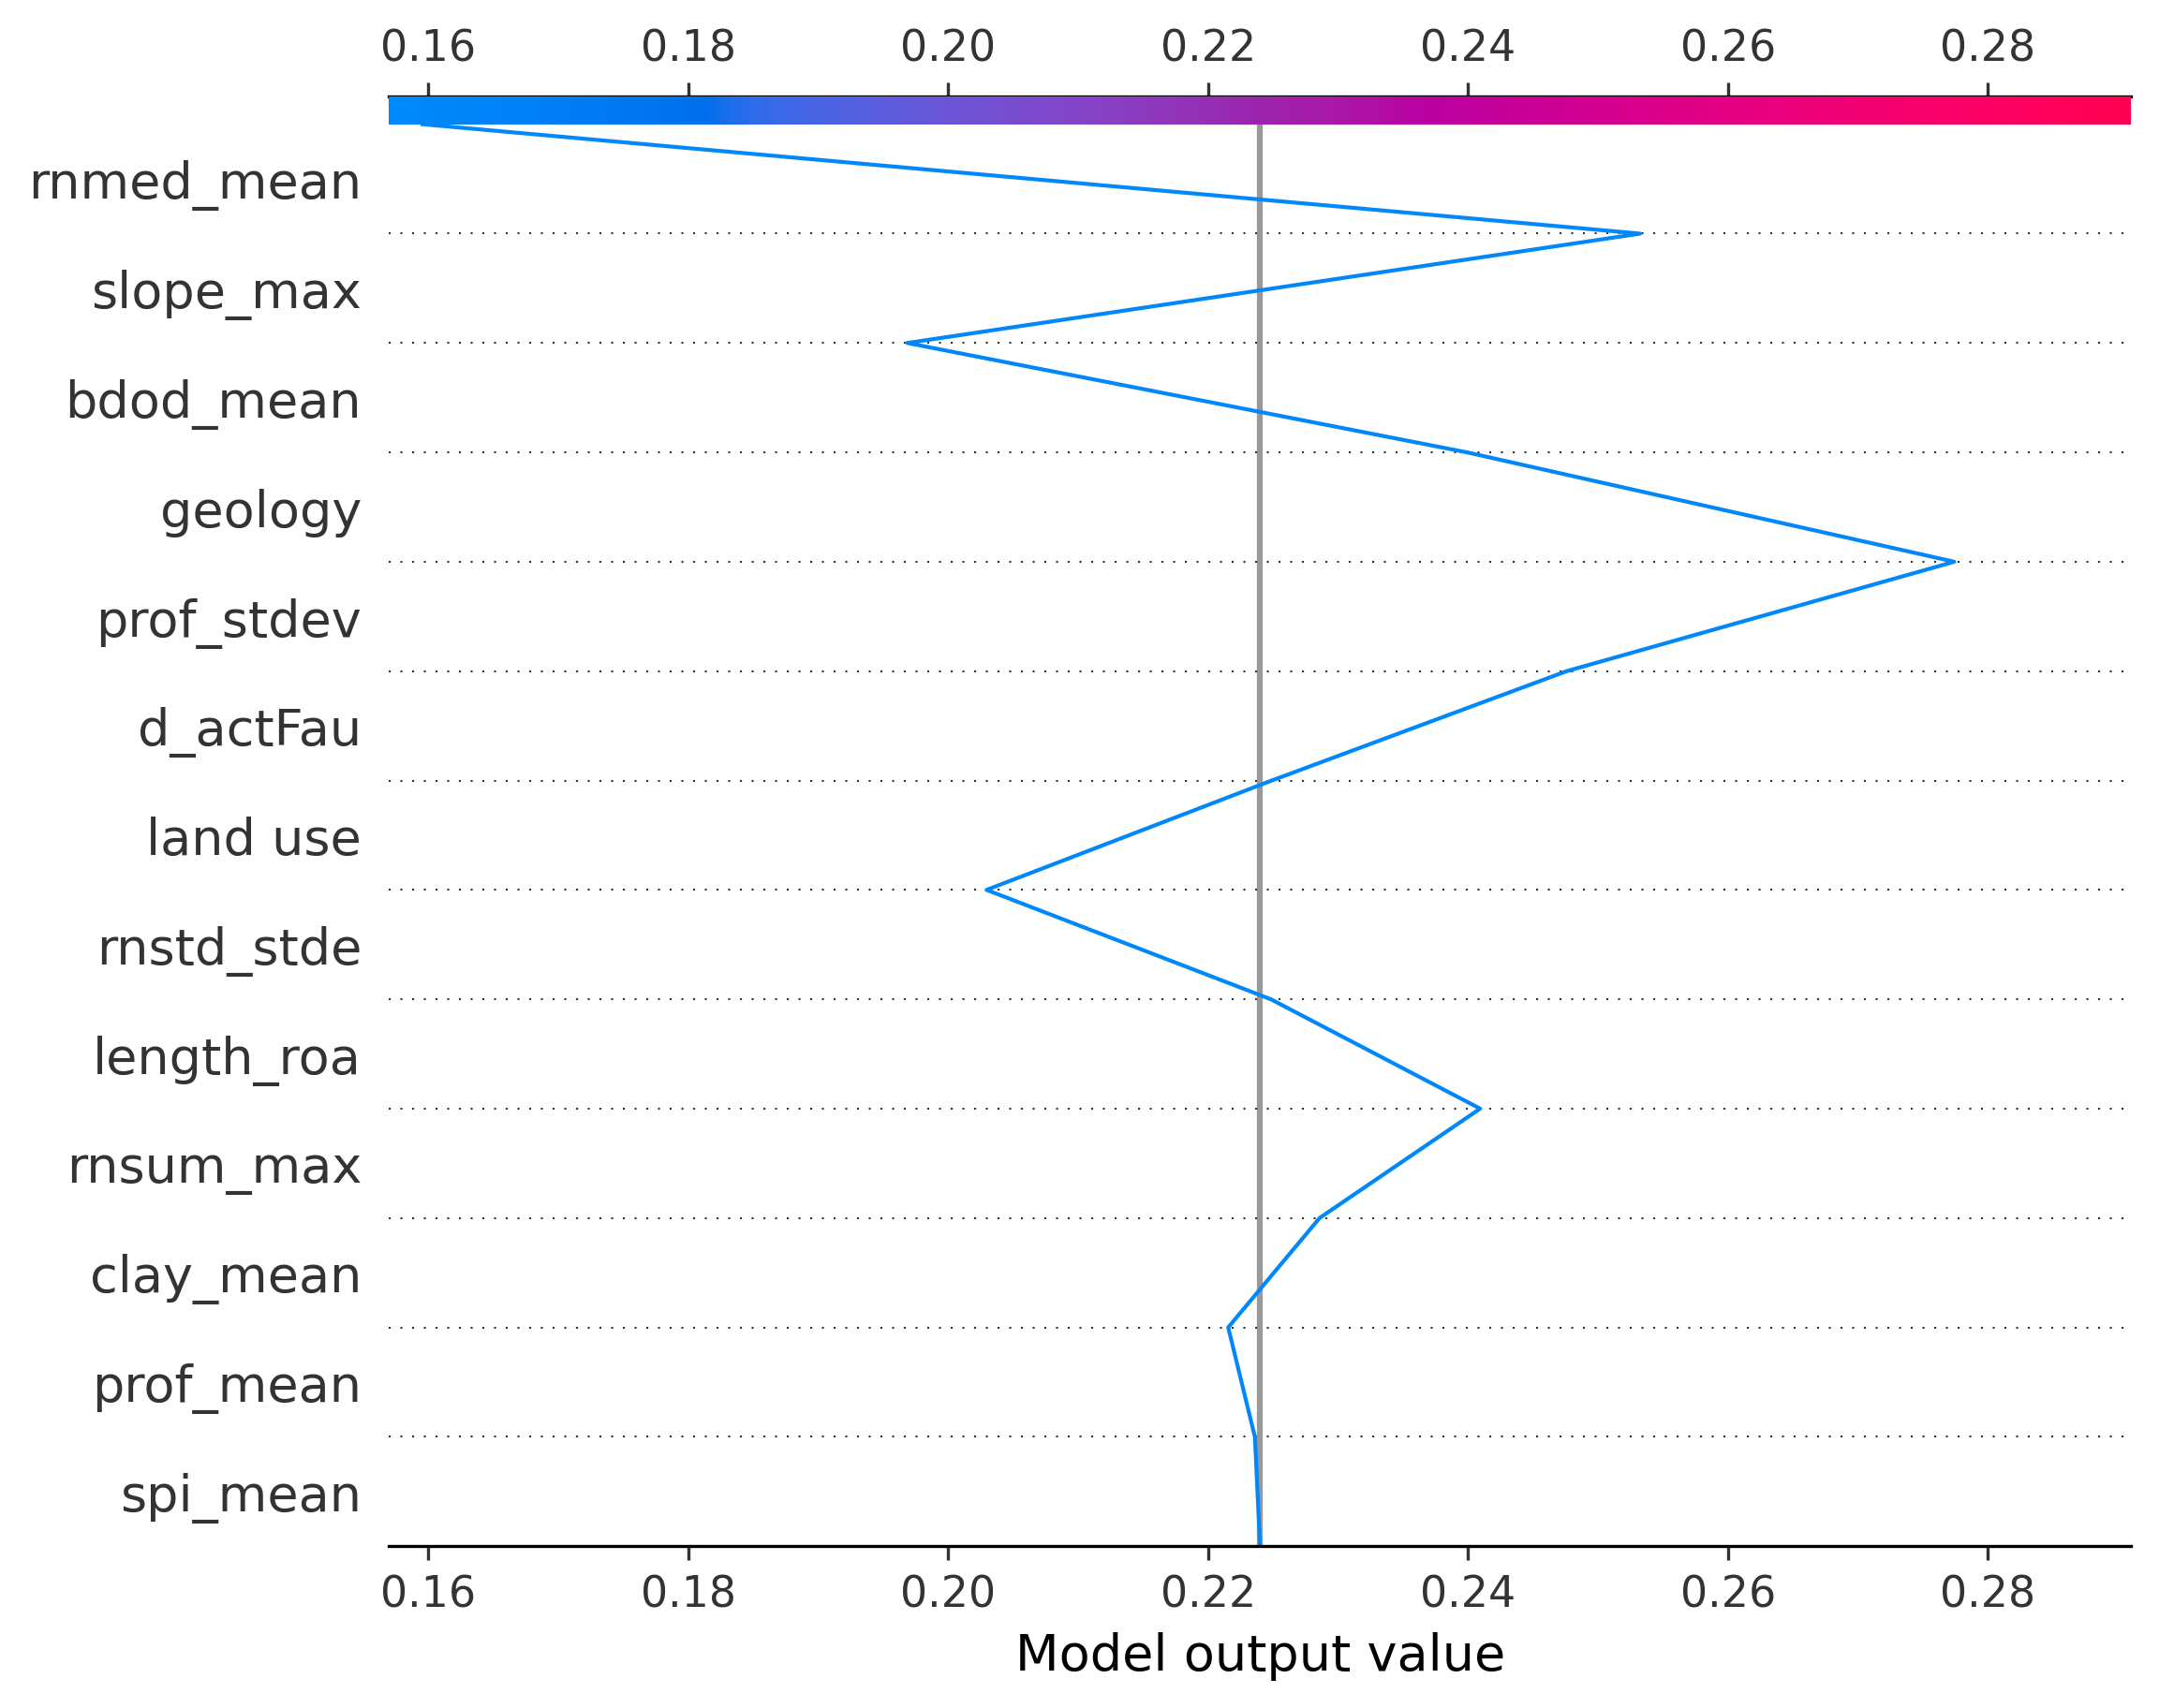 0.16 0.18 0.20 0.22 0.24 0.26 0.28
rnmed_mean
slope_max
bdod_mean
geology
prof_stdev
d_actFau
land use
rnstd_stde
length_roa
rnsum_max
clay_mean
prof_mean
spi_mean
0.16 0.18 0.20 0.22 0.24 0.26 0.28
Model output value